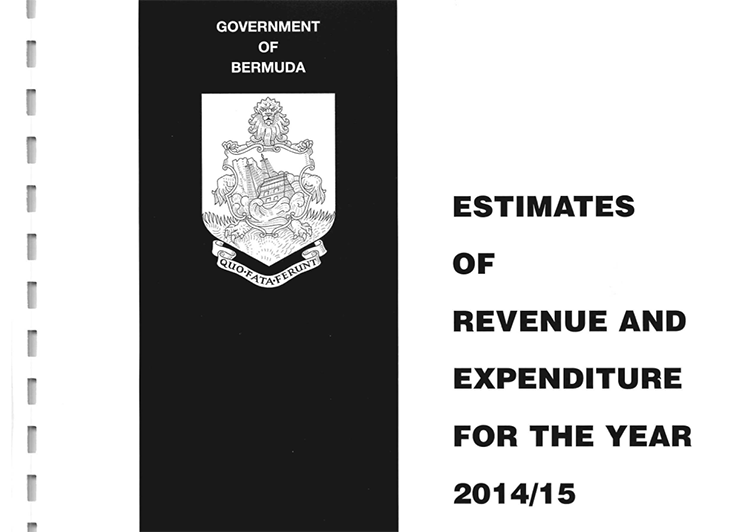 GOVERNMENT
OF
BERMUDA
QUO·FATA·FERUNT
ESTIMATES
OF
REVENUE AND
EXPENDITURE
FOR THE YEAR
2014/15